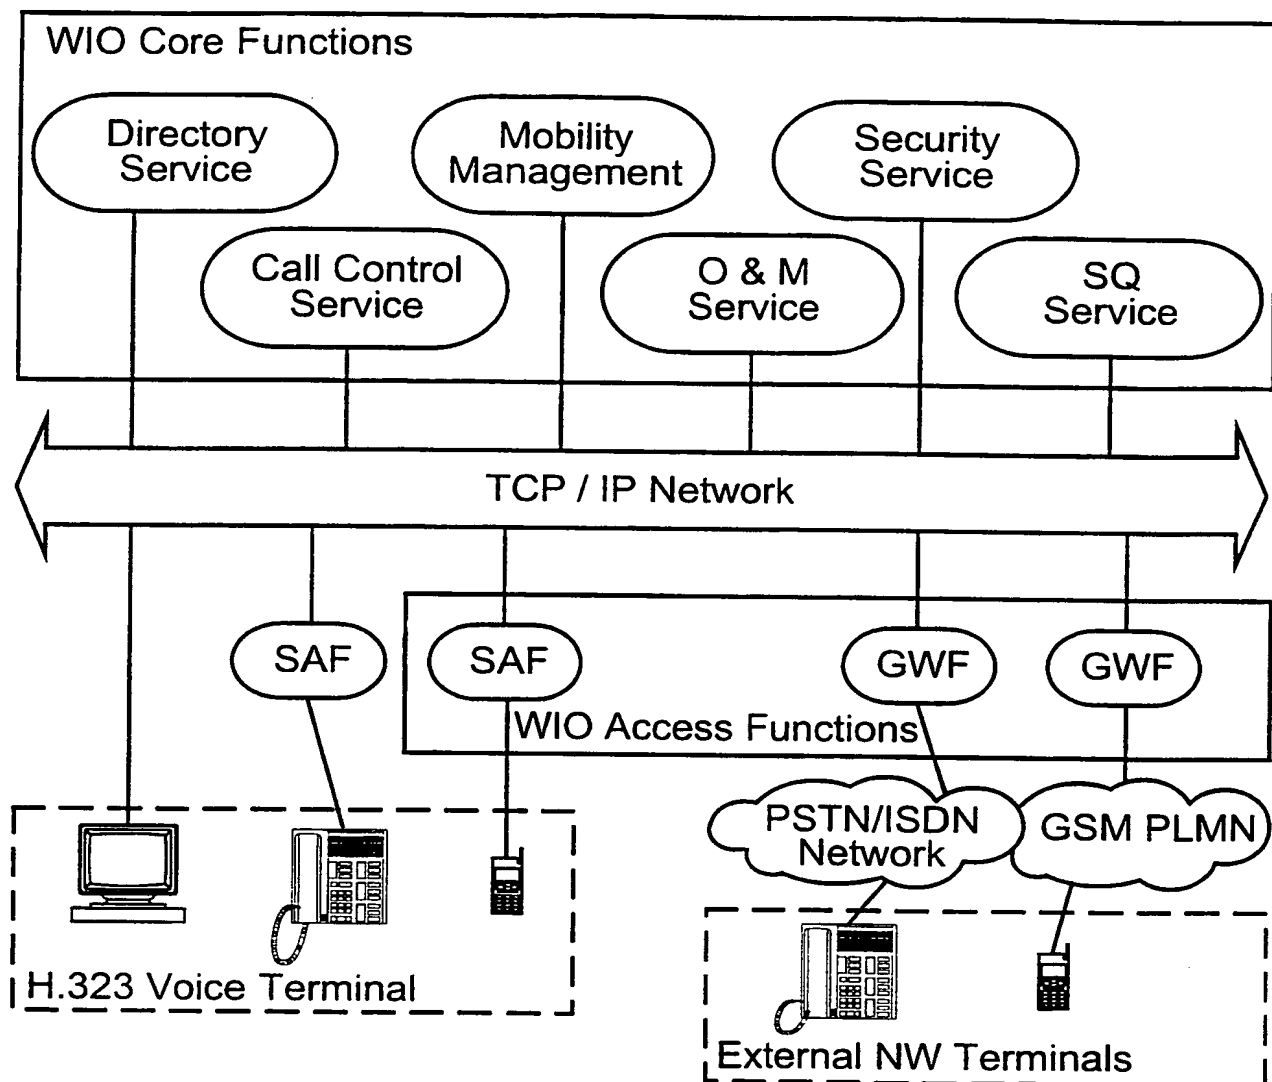 WIO Core Functions
Directory
Service
Mobility
Management
Security
Service
Call Control
Service
O & M
Service
SQ
Service
TCP / IP Network
SAF
SAF
GWF
GWF
WIO Access Functions
PSTN/ISDN
Network
GSM PLMN
H.323 Voice Terminal
External NW Terminals